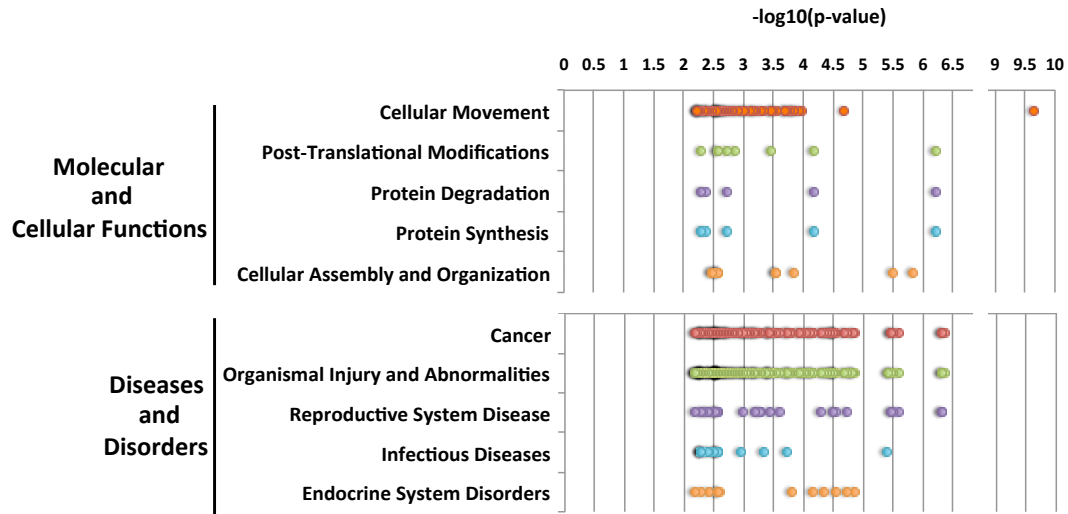 -log10(p-value)
0 0.5 1 1.5 2 2.5 3 3.5 4 4.5 5 5.5 6 6.5 9 9.5 10
Molecular
and
Cellular Functions
Cellular Movement
Post-Translational Modifications
Protein Degradation
Protein Synthesis
Cellular Assembly and Organization
Diseases
and
Disorders
Cancer
Organismal Injury and Abnormalities
Reproductive System Disease
Infectious Diseases
Endocrine System Disorders